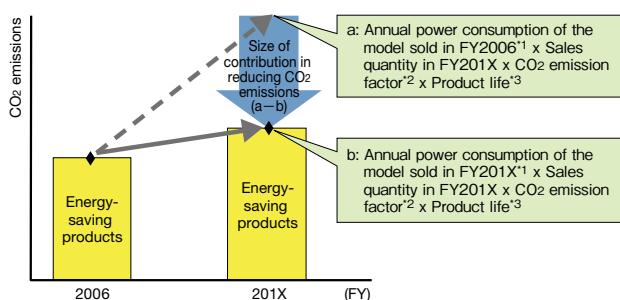 CO2 emissions
Size of
contribution in
reducing CO2
emissions
(a—b)
a: Annual power consumption of the
model sold in FY2006*1 x Sales
quantity in FY201X x CO2 emission
factor*2 x Product life*3
b: Annual power consumption of the
model sold in FY201X*1 x Sales
quantity in FY201X x CO2 emission
factor*2 x Product life*3
Energy-
saving
products
Energy-
saving
products
2006
201X
(FY)